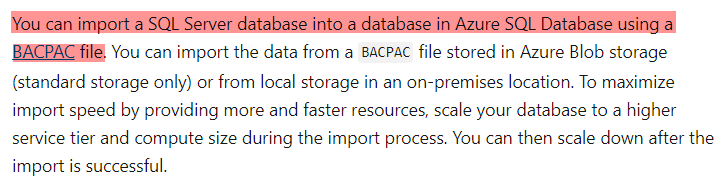 You can import a SQL Server database into a database in Azure SQL Database using a
BACPAC file. You can import the data from a BACPAC file stored in Azure Blob storage
(standard storage only) or from local storage in an on-premises location. To maximize
import speed by providing more and faster resources, scale your database to a higher
service tier and compute size during the import process. You can then scale down after the
import is successful.